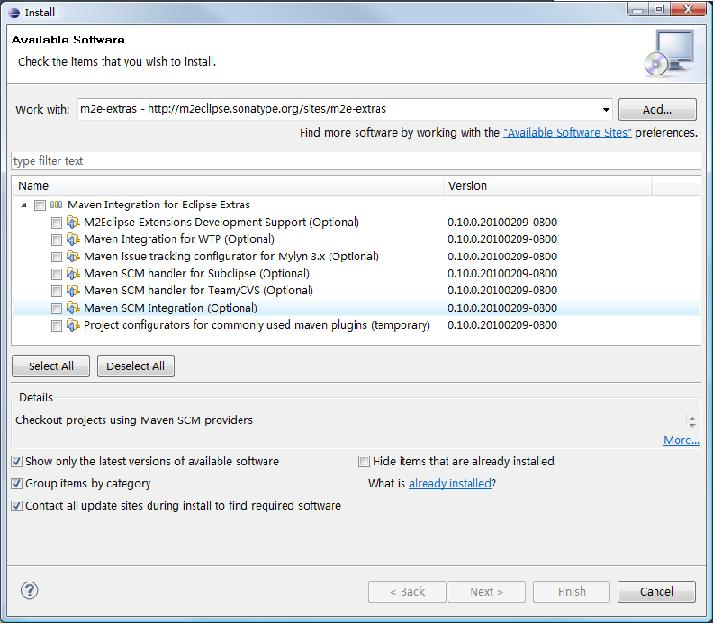 Install
Available Software
Check the items that you wish to install.
Work with: m2e-extras - http://m2eclipse.sonatype.org/sites/m2e-extras Add...
Find more software by working with the "Available Software Sites" preferences.
type filter text
Name Version
Maven Integration for Eclipse Extras
M2Eclipse Extensions Development Support (Optional) 0.10.0.20100209-0800
Maven Integration for WTP (Optional) 0.10.0.20100209-0800
Maven issue tracking configurator for Mylyn 3.x (Optional) 0.10.0.20100209-0800
Maven SCM handler for Subclipse (Optional) 0.10.0.20100209-0800
Maven SCM handler for Team/CVS (Optional) 0.10.0.20100209-0800
Maven SCM Integration (Optional) 0.10.0.20100209-0800
Project configurators for commonly used maven plugins (temporary) 0.10.0.20100209-0800
Select All Deselect All
Details
Checkout projects using Maven SCM providers
More...
Show only the latest versions of available software Hide items that are already installed
Group items by category What is already installed?
Contact all update sites during install to find required software
? < Back Next > Finish Cancel